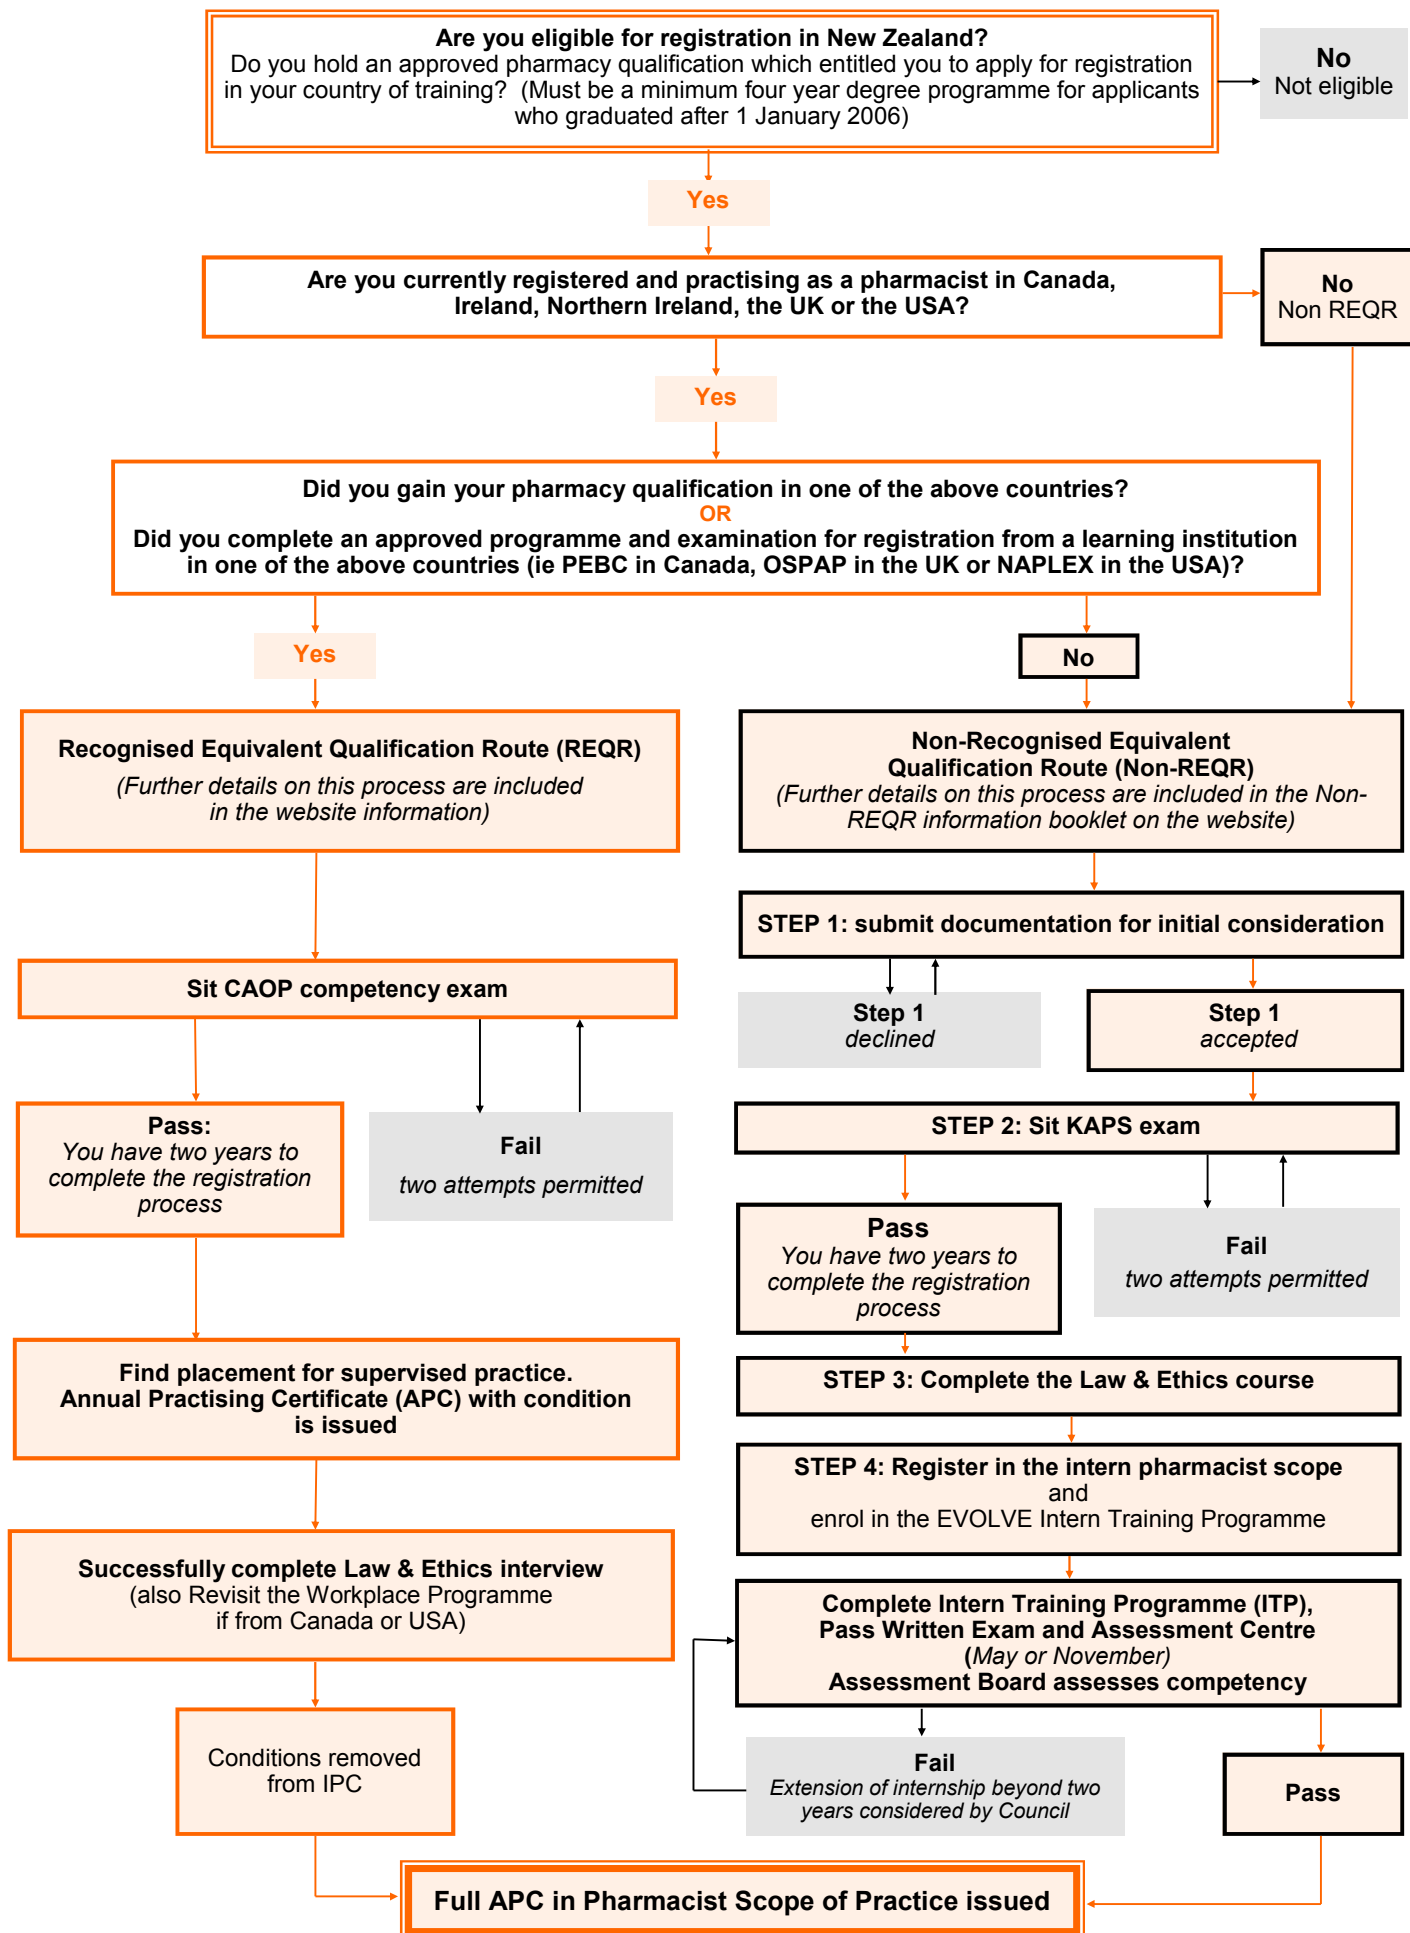 Are you eligible for registration in New Zealand?
Do you hold an approved pharmacy qualification which entitled you to apply for registration
in your country of training?  (Must be a minimum four year degree programme for applicants
who graduated after 1 January 2006)
No
Not eligible
Yes
Are you currently registered and practising as a pharmacist in Canada,
Ireland, Northern Ireland, the UK or the USA?
No
Non REQR
Yes
Did you gain your pharmacy qualification in one of the above countries?
OR
Did you complete an approved programme and examination for registration from a learning institution
in one of the above countries (ie PEBC in Canada, OSPAP in the UK or NAPLEX in the USA)?
Yes
No
Recognised Equivalent Qualification Route (REQR)
(Further details on this process are included
in the website information)
Sit CAOP competency exam
Pass:
You have two years to
complete the registration
process
Fail
two attempts permitted
Find placement for supervised practice.
Annual Practising Certificate (APC) with condition
is issued
Successfully complete Law & Ethics interview
(also Revisit the Workplace Programme
if from Canada or USA)
Conditions removed
from IPC
Non-Recognised Equivalent
Qualification Route (Non-REQR)
(Further details on this process are included in the Non-
REQR information booklet on the website)
STEP 1: submit documentation for initial consideration
Step 1
declined
Step 1
accepted
STEP 2: Sit KAPS exam
Pass
You have two years to
complete the registration
process
Fail
two attempts permitted
STEP 3: Complete the Law & Ethics course
STEP 4: Register in the intern pharmacist scope
and
enrol in the EVOLVE Intern Training Programme
Complete Intern Training Programme (ITP),
Pass Written Exam and Assessment Centre
(May or November)
Assessment Board assesses competency
Fail
Extension of internship beyond two
years considered by Council
Pass
Full APC in Pharmacist Scope of Practice issued